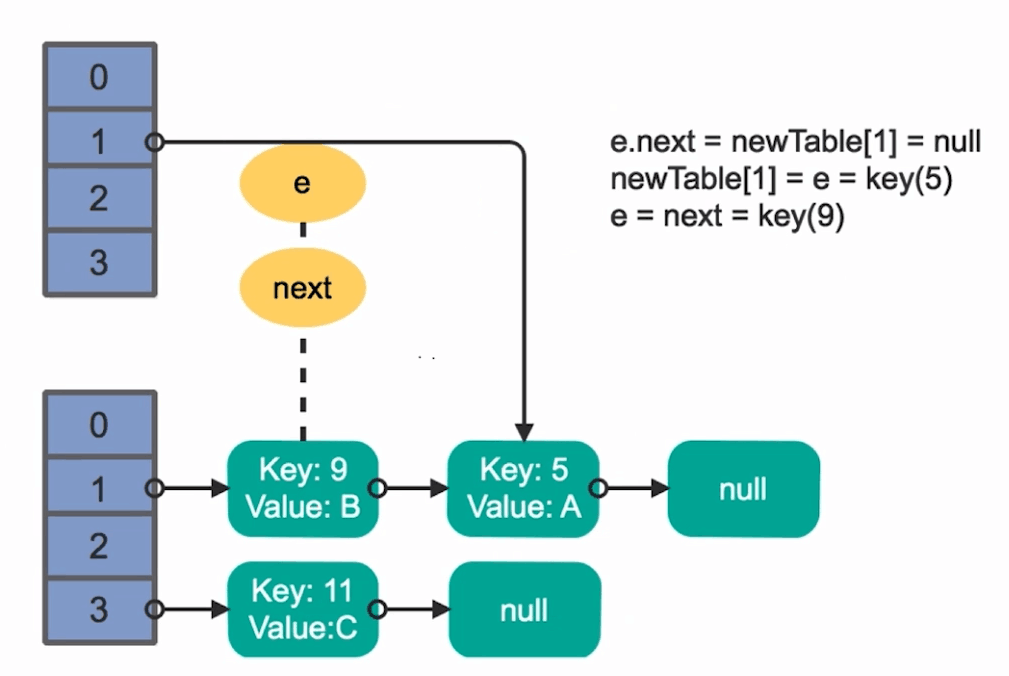 0
1
2
3
e
next
e.next = newTable[1] = null
newTable[1] = e = key(5)
e = next = key(9)
0
1
2
3
Key: 9
Value: B
Key: 5
Value: A
null
Key: 11
Value:C
null